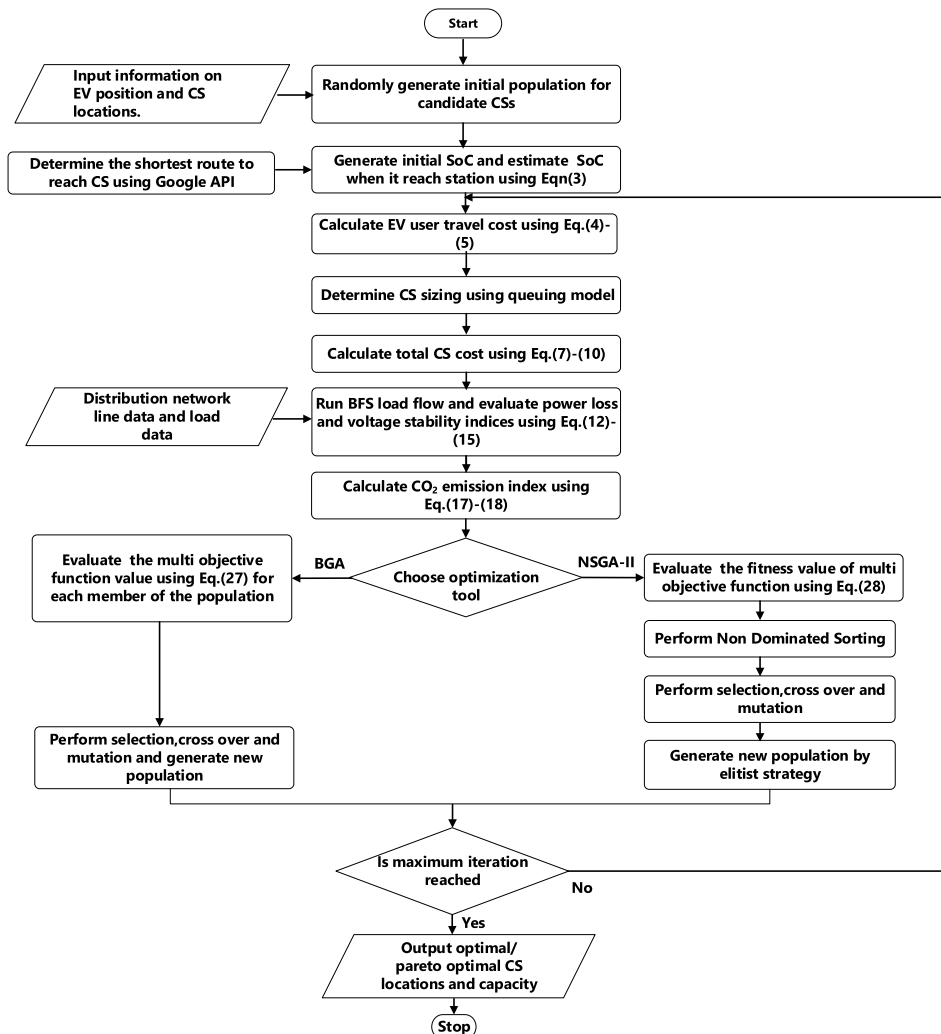 Start
Input information on
EV position and CS
locations.
Randomly generate initial population for
candidate CSs
Determine the shortest route to
reach CS using Google API
Generate initial SoC and estimate SoC
when it reach station using Eqn(3)
Calculate EV user travel cost using Eq.(4)-
(5)
Determine CS sizing using queuing model
Calculate total CS cost using Eq.(7)-(10)
Distribution network
line data and load
data
Run BFS load flow and evaluate power loss
and voltage stability indices using Eq.(12)-
(15)
Calculate CO₂ emission index using
Eq.(17)-(18)
Choose optimization
tool
BGA
NSGA-II
Evaluate the multi objective
function value using Eq.(27) for
each member of the population
Perform selection,cross over and
mutation and generate new
population
Evaluate the fitness value of multi
objective function using Eq.(28)
Perform Non Dominated Sorting
Perform selection,cross over and
mutation
Generate new population by
elitist strategy
Is maximum iteration
reached
No
Yes
Output optimal/
pareto optimal CS
locations and capacity
Stop